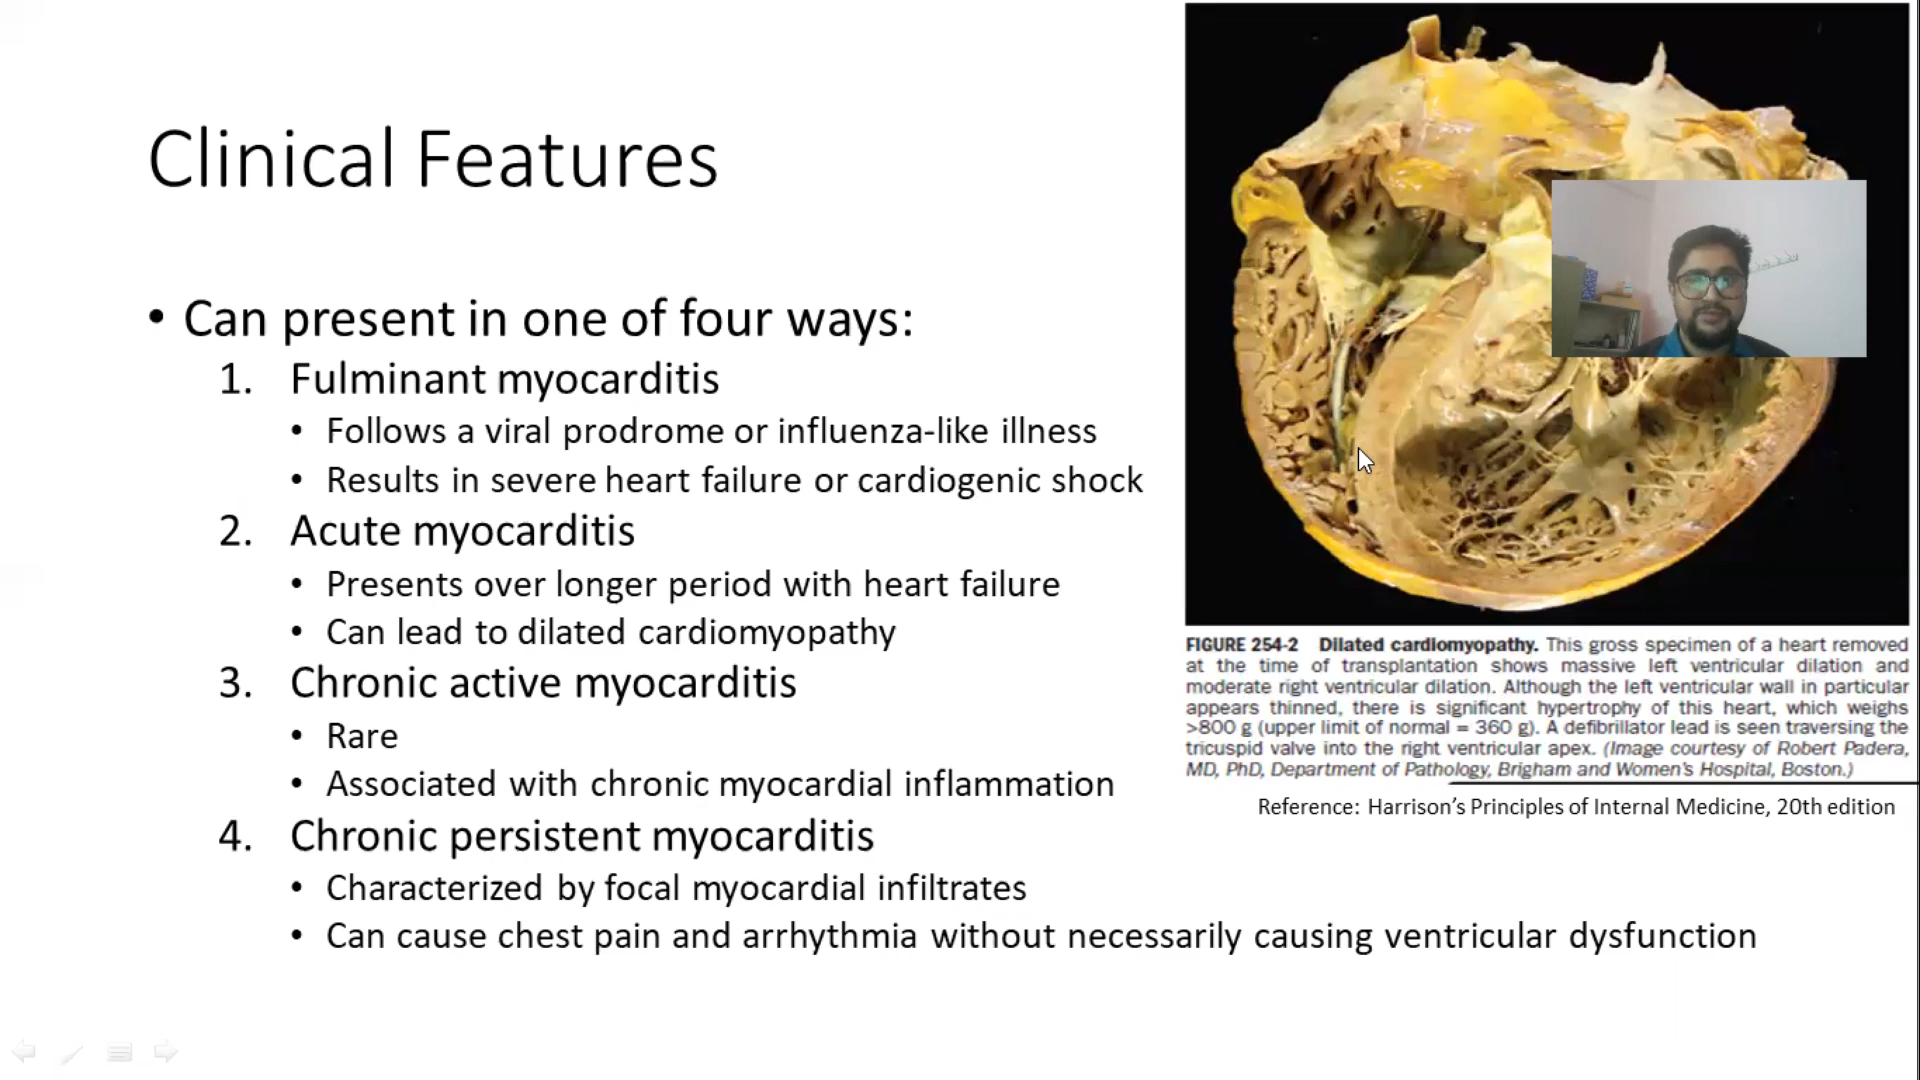 Clinical Features
• Can present in one of four ways:
1. Fulminant myocarditis
• Follows a viral prodrome or influenza-like illness
• Results in severe heart failure or cardiogenic shock
2. Acute myocarditis
• Presents over longer period with heart failure
• Can lead to dilated cardiomyopathy
3. Chronic active myocarditis
• Rare
• Associated with chronic myocardial inflammation
4. Chronic persistent myocarditis
• Characterized by focal myocardial infiltrates
• Can cause chest pain and arrhythmia without necessarily causing ventricular dysfunction
FIGURE 254-2 Dilated cardiomyopathy. This gross specimen of a heart removed
at the time of transplantation shows massive left ventricular dilation and
moderate right ventricular dilation. Although the left ventricular wall in particular
appears thinned, there is significant hypertrophy of this heart, which weighs
>800 g (upper limit of normal = 360 g). A defibrillator lead is seen traversing the
tricuspid valve into the right ventricular apex. (Image courtesy of Robert Padera,
MD, PhD, Department of Pathology, Brigham and Women's Hospital, Boston.)
Reference: Harrison’s Principles of Internal Medicine, 20th edition